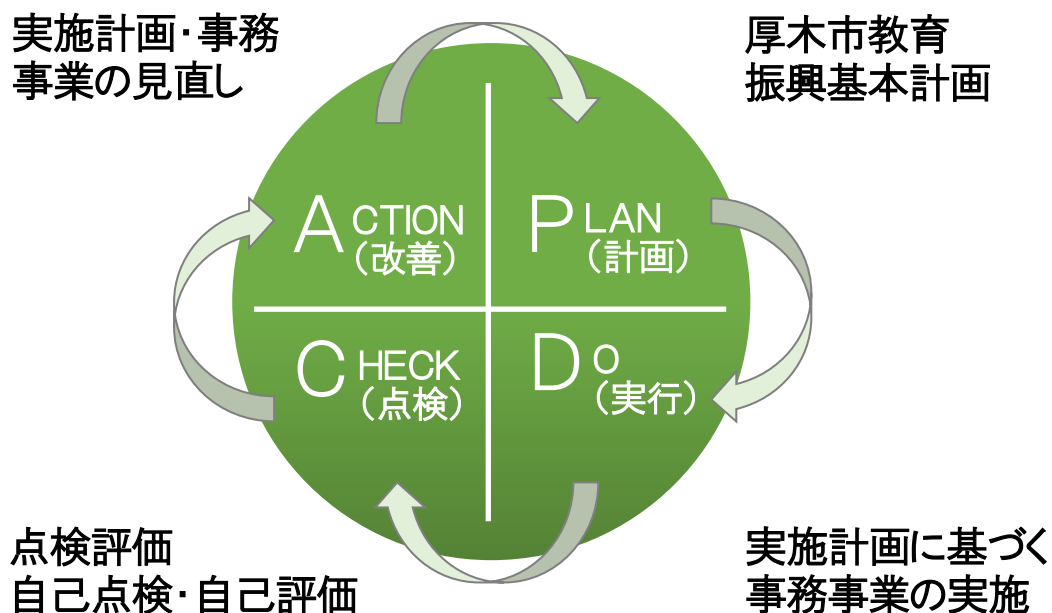 実施計画・事務
事業の見直し
厚木市教育
振興基本計画
ACTION
（改善）
PLAN
（計画）
CHECK
（点検）
DO
（実行）
点検評価
自己点検・自己評価
実施計画に基づく
事務事業の実施